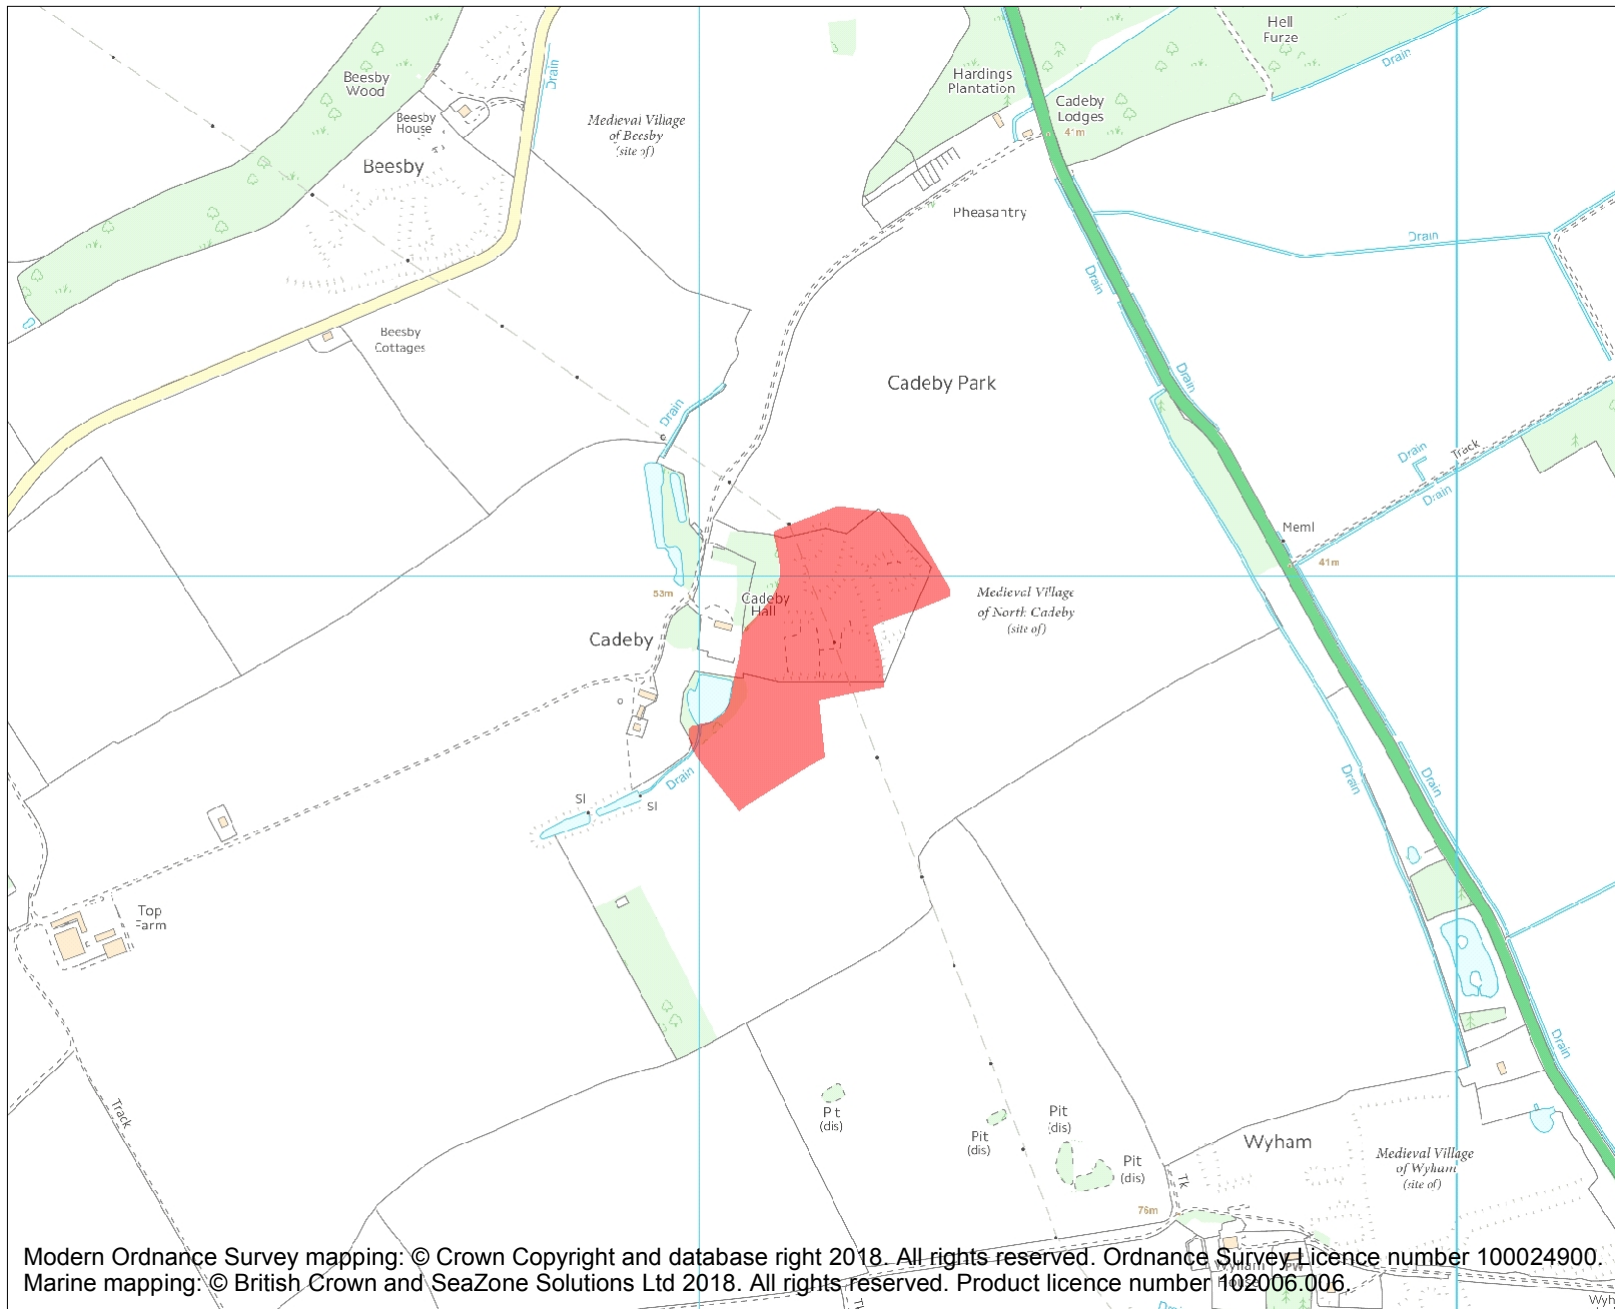 Hell
Furze
Drain
Beesby
Wood
Drain
Hardings
Plantation
Cadeby
Lodges
41m
Beesby
House
Medieval Village
of Beesby
(site of)
Beesby
Pheasantry
Drain
Drain
Beesby
Cottages
Drain
Cadeby Park
Drain
Drain
Track
Drain
Meml
41m
53m
Cadeby
Hall
Medieval Village
of North Cadeby
(site of)
Cadeby
Drain
Drain
Drain
Sl
Sl
Top
Farm
Drain
Track
Pit
(dis)
Pit
(dis)
Pit
(dis)
Pit
(dis)
Wyham
Medieval Village
of Wyham
(site of)
Tk
76m
Modern Ordnance Survey mapping: © Crown Copyright and database right 2018. All rights reserved. Ordnance Survey Licence number 100024900.
Marine mapping: © British Crown and SeaZone Solutions Ltd 2018. All rights reserved. Product licence number 102006.006.
Wyham
House
PW
Drain